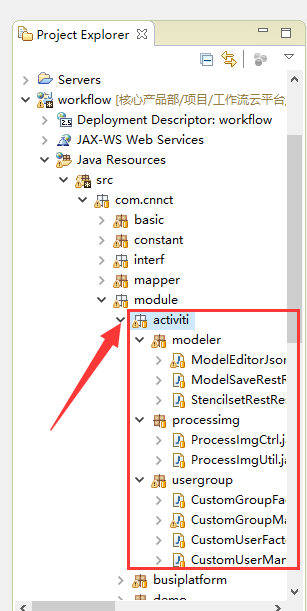 Project Explorer
Servers
workflow [核心产品部/项目/工作流云平台/
Deployment Descriptor: workflow
JAX-WS Web Services
Java Resources
src
com.cnnct
basic
constant
interf
mapper
module
activiti
modeler
ModelEditorJson
ModelSaveRestR
StencilsetRestRe
processimg
ProcessImgCtrl.ja
ProcessImgUtil.ja
usergroup
CustomGroupFac
CustomGroupMa
CustomUserFact
CustomUserMan
busiplatform
demo